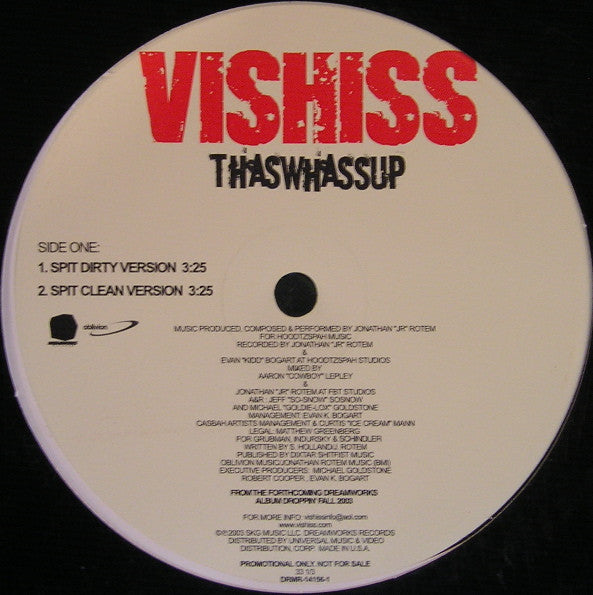 VISHISS
THASWHASSUP
SIDE ONE:
1. SPIT DIRTY VERSION 3:25
2. SPIT CLEAN VERSION 3:25
oblivion
MUSIC PRODUCED, COMPOSED & PERFORMED BY JONATHAN "JR" ROTEM
FOR HOODTZSPAH MUSIC
RECORDED BY JONATHAN "JR" ROTEM
&
EVAN "KIDD" BOGART AT HOODTZSPAH STUDIOS
MIXED BY
AARON "COWBOY" LEPLEY
&
JONATHAN "JR" ROTEM AT FBT STUDIOS
A&R : JEFF "SO-SNOW" SOSNOW
AND MICHAEL "GOLDIE-LOX" GOLDSTONE
MANAGEMENT: EVAN K. BOGART
CASBAH ARTISTS MANAGEMENT & CURTIS "ICE CREAM" MANN
LEGAL: MATTHEW GREENBERG
FOR GRUBMAN, INDURSKY & SCHINDLER
WRITTEN BY S. HOLLAND/J. ROTEM
PUBLISHED BY DIXTAR SHITFIST MUSIC
OBLIVION MUSIC/JONATHAN ROTEM MUSIC (BMI)
EXECUTIVE PRODUCERS: MICHAEL GOLDSTONE
ROBERT COOPER , EVAN K. BOGART
FROM THE FORTHCOMING DREAMWORKS
ALBUM DROPPIN' FALL 2003
FOR MORE INFO: vishissinfo@aol.com
www.vishiss.com
©℗2003 SKG MUSIC LLC. DREAMWORKS RECORDS
DISTRIBUTED BY UNIVERSAL MUSIC & VIDEO
DISTRIBUTION, CORP. MADE IN U.S.A.
PROMOTIONAL ONLY. NOT FOR SALE
33 1/3
DRMR-14156-1